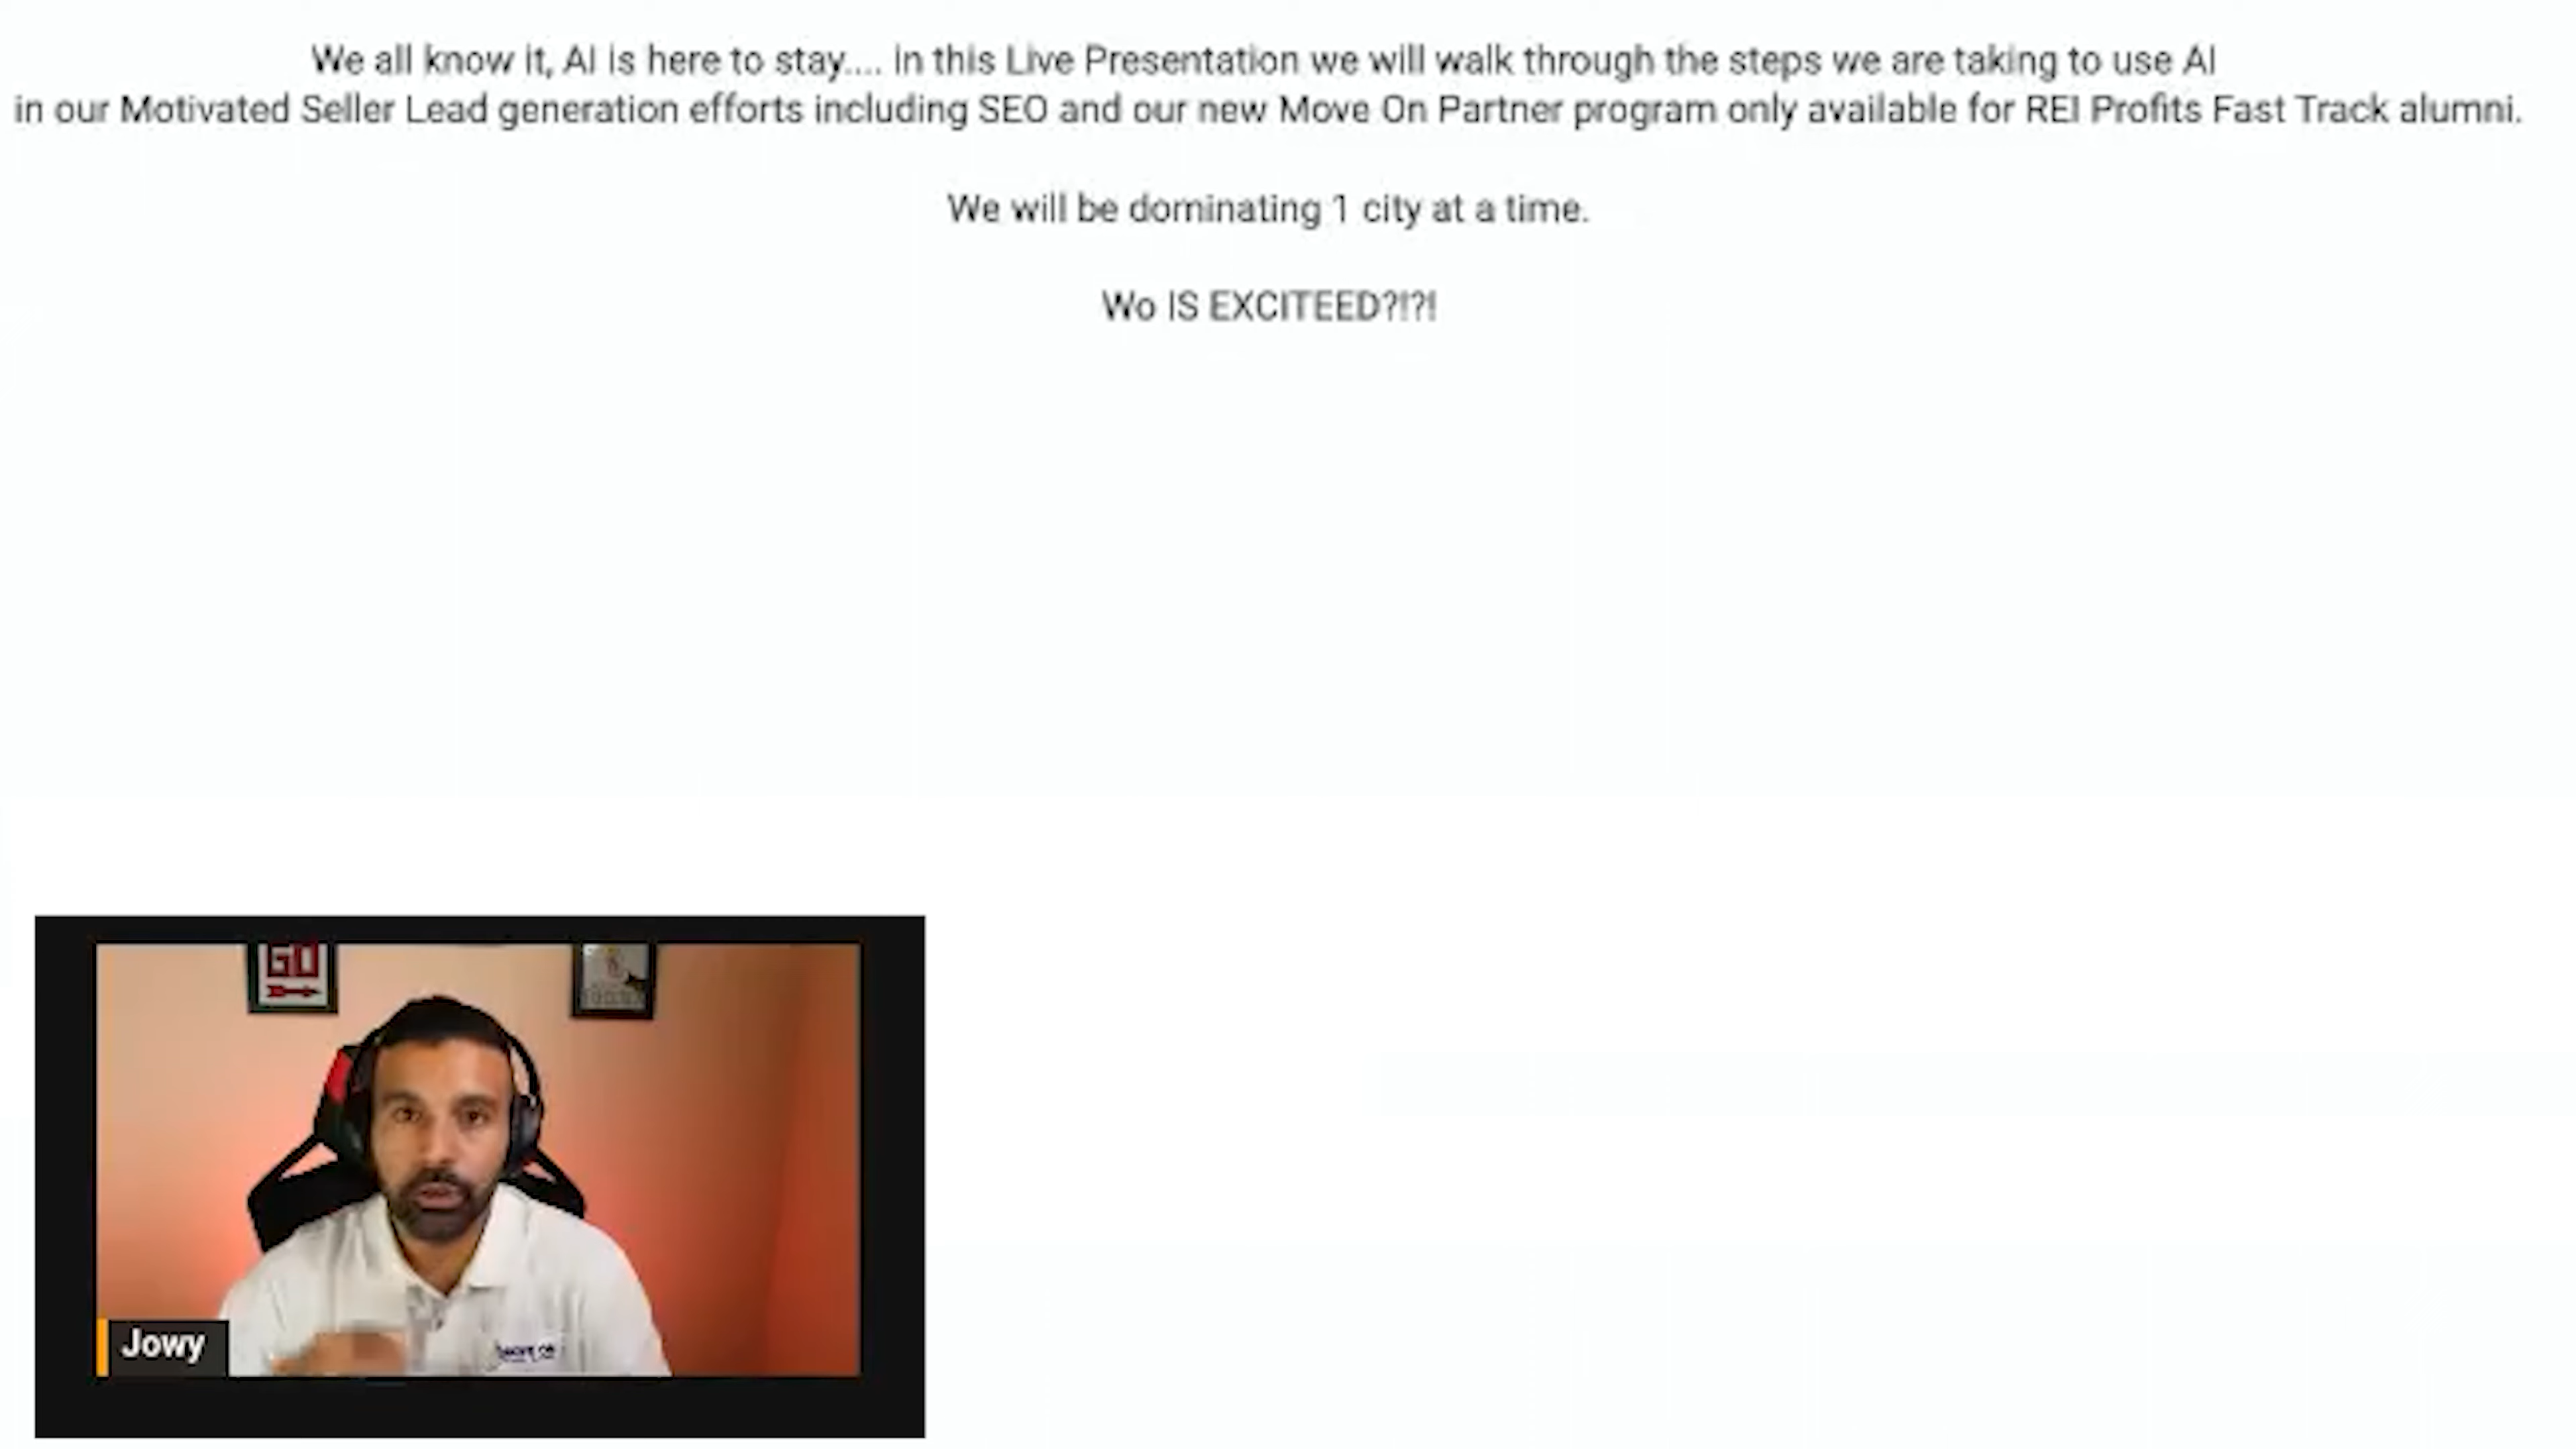 We all know it, AI is here to stay.... In this Live Presentation we will walk through the steps we are taking to use AI
in our Motivated Seller Lead generation efforts including SEO and our new Move On Partner program only available for REI Profits Fast Track alumni.
We will be dominating 1 city at a time.
Wo IS EXCITEED?!?!
GO
Jowy